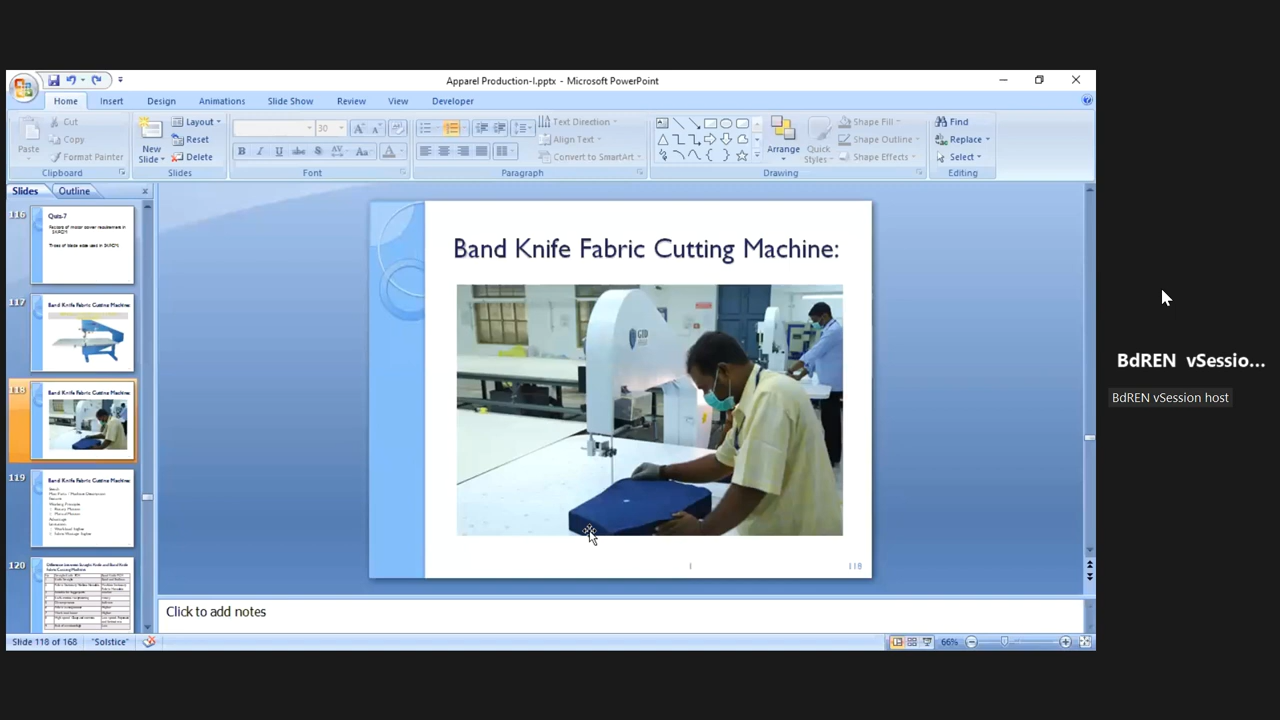 Apparel Production-I.pptx - Microsoft PowerPoint
Home Insert Design Animations Slide Show Review View Developer
Paste
Cut
Copy
Format Painter
Clipboard
New Slide
Layout
Reset
Delete
Slides
30
Font
Text Direction
Align Text
Convert to SmartArt
Paragraph
Arrange
Quick Styles
Shape Fill
Shape Outline
Shape Effects
Drawing
Find
Replace
Select
Editing
Slides Outline
116
Quiz-7
117
Band Knife Fabric Cutting Machine
118
Band Knife Fabric Cutting Machine:
119
Band Knife Fabric Cutting Machine
120
Band Knife Fabric Cutting Machine:
118
Click to add notes
Slide 118 of 168 "Solstice" 66%
BdREN vSessio...
BdREN vSession host